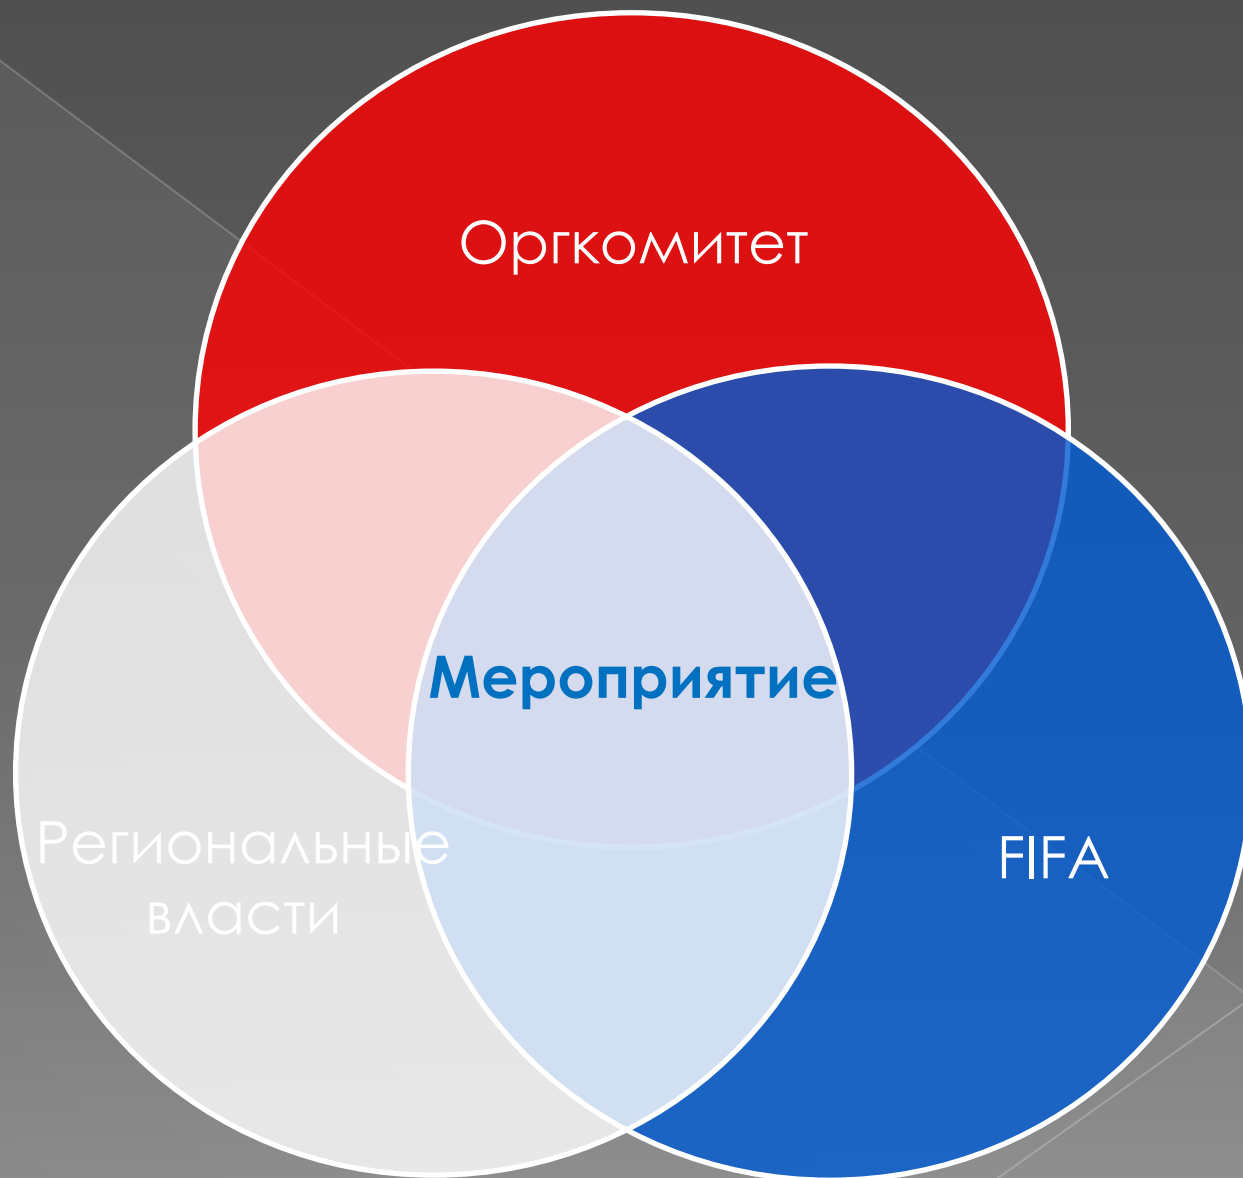 Оргкомитет
Мероприятие
Региональные
власти
FIFA